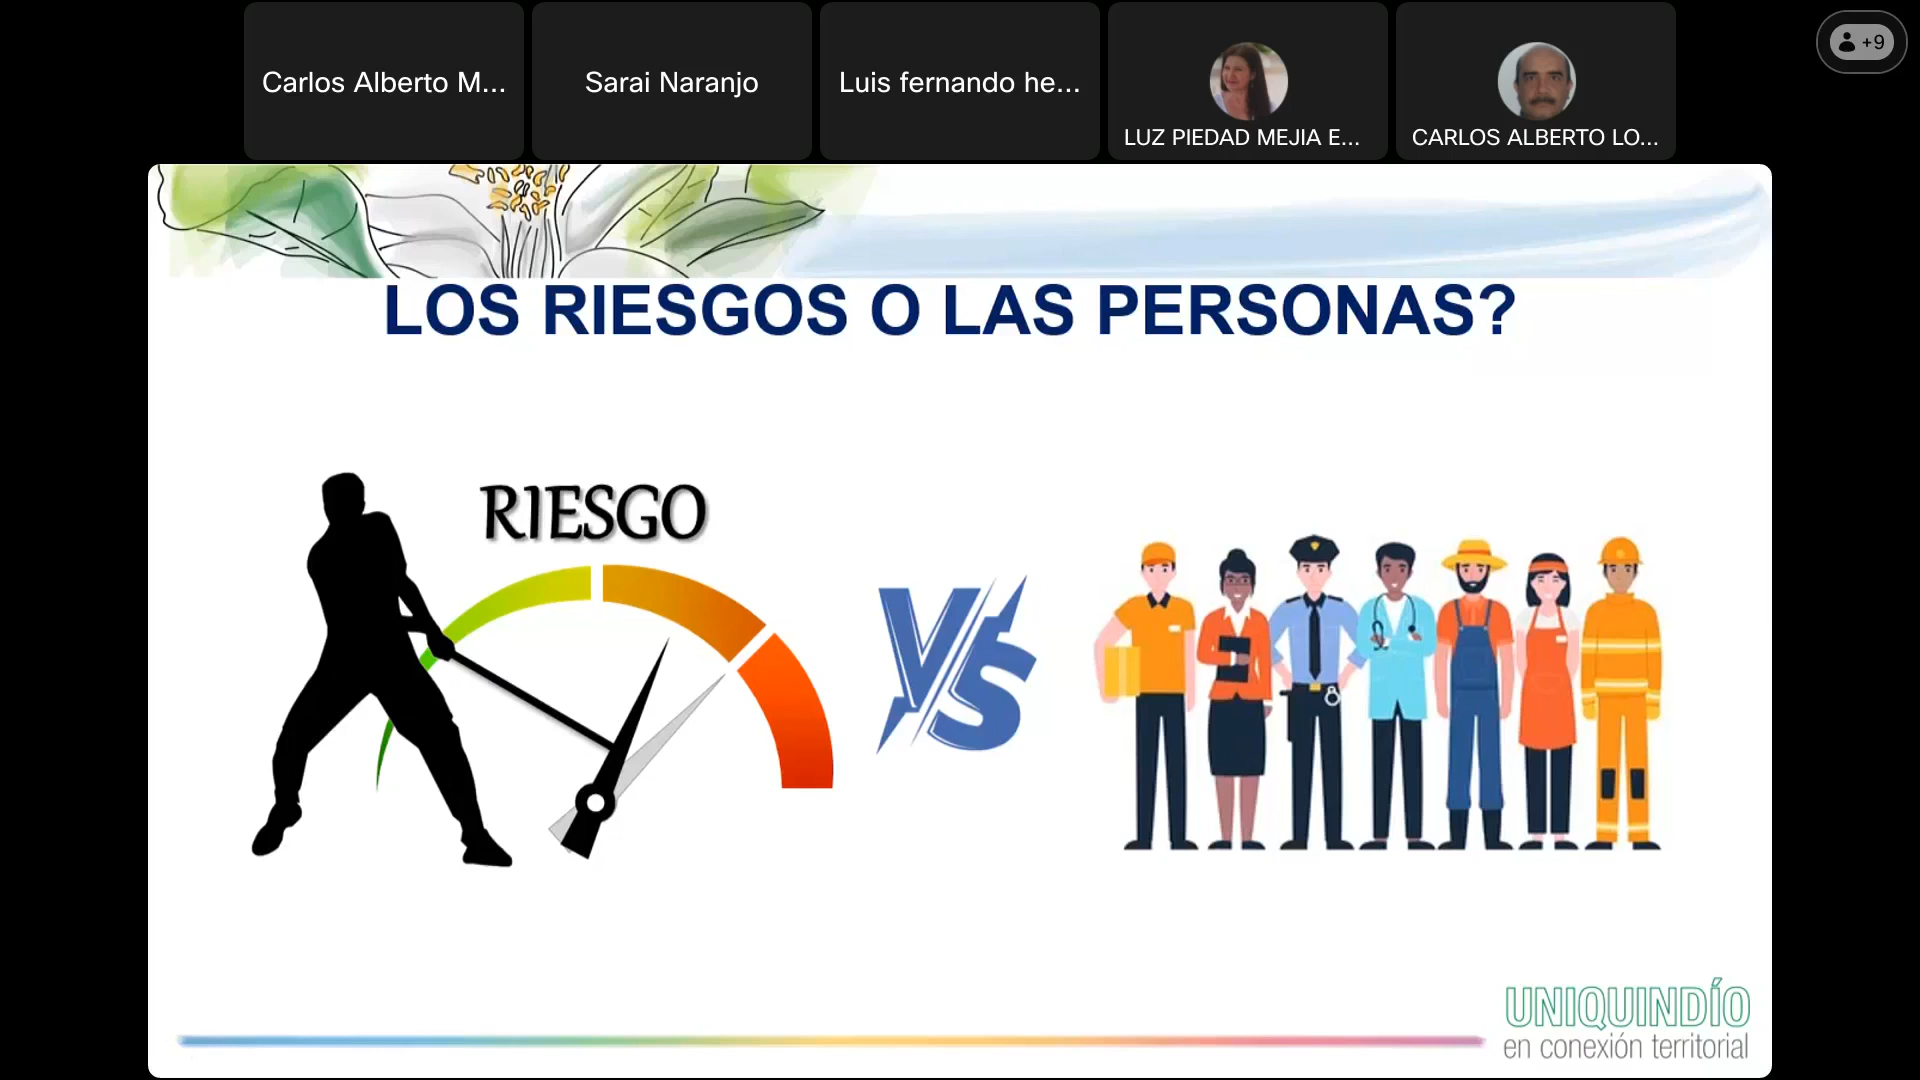 Carlos Alberto M...
Sarai Naranjo
Luis fernando he...
LUZ PIEDAD MEJIA E...
CARLOS ALBERTO LO...
+9
LOS RIESGOS O LAS PERSONAS?
RIESGO
VS
UNIQUINDÍO
en conexión territorial